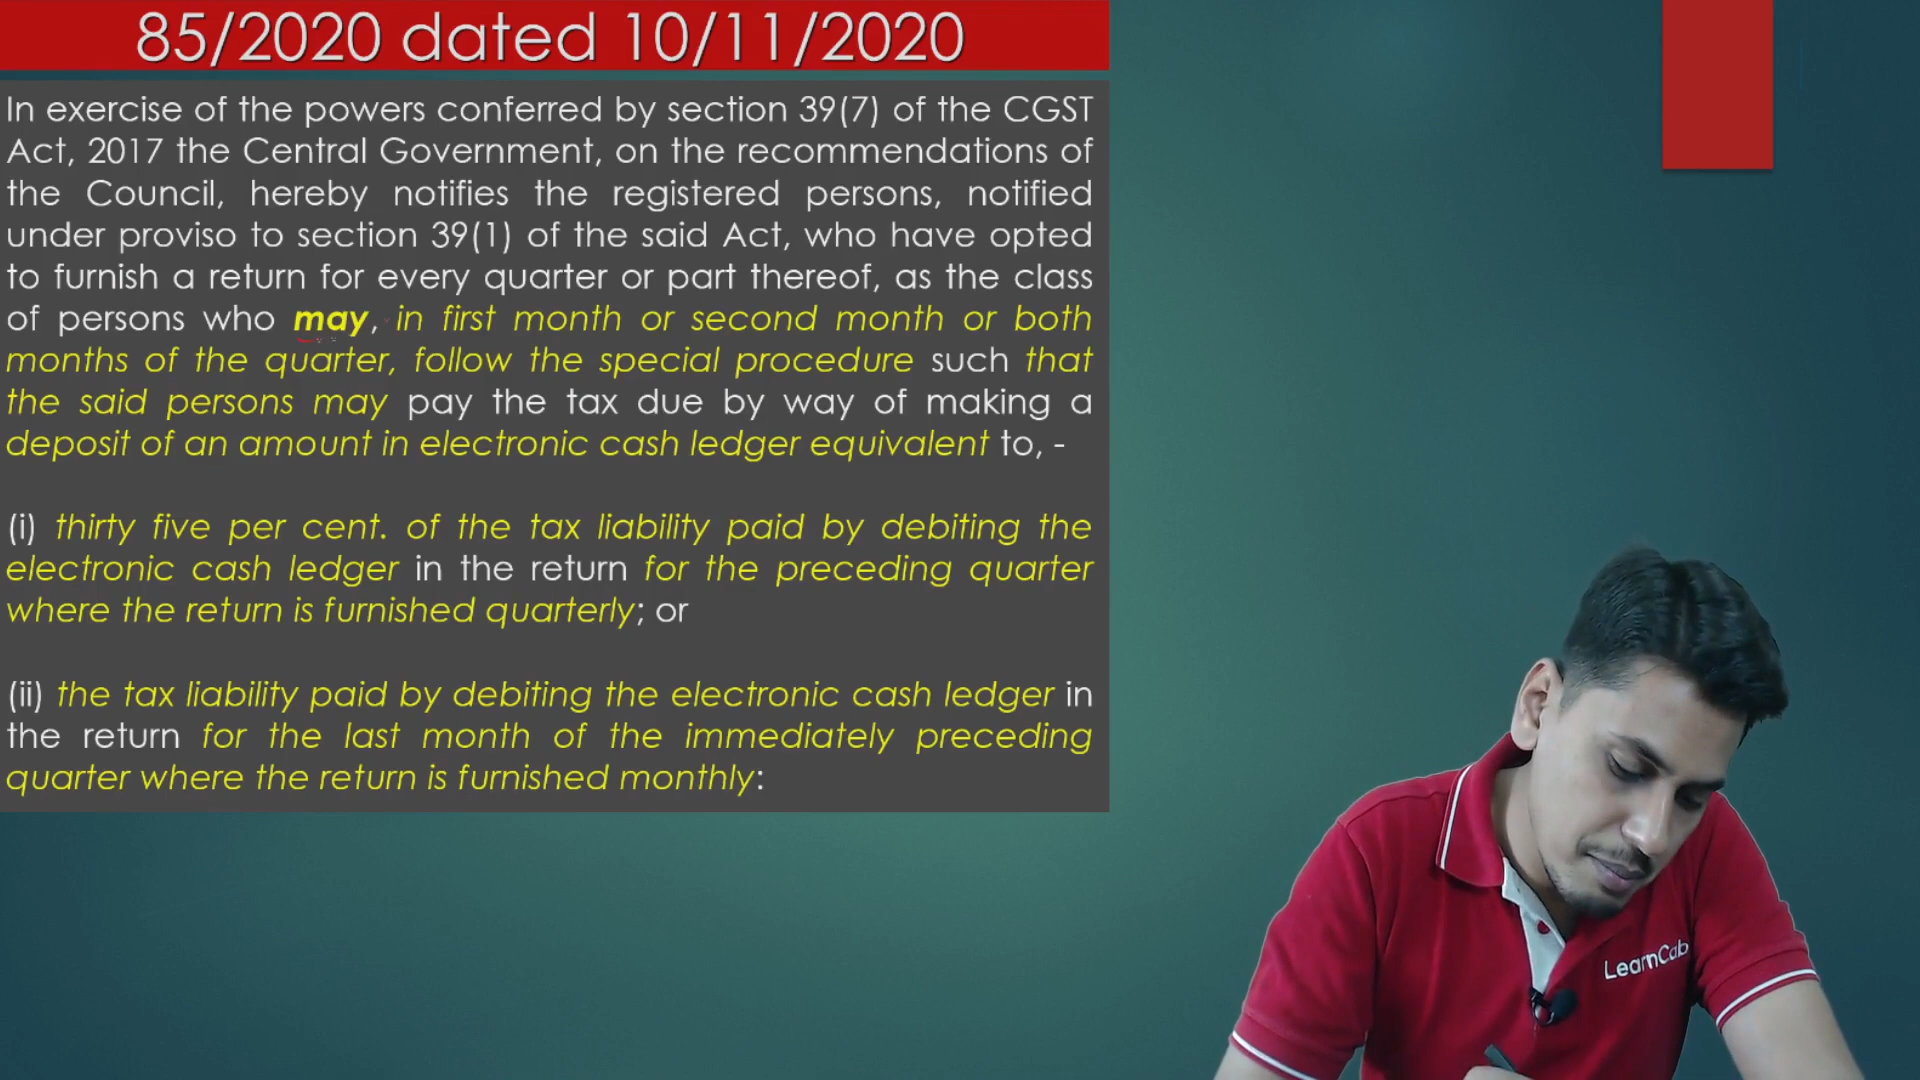 85/2020 dated 10/11/2020
In exercise of the powers conferred by section 39(7) of the CGST
Act, 2017 the Central Government, on the recommendations of
the Council, hereby notifies the registered persons, notified
under proviso to section 39(1) of the said Act, who have opted
to furnish a return for every quarter or part thereof, as the class
of persons who may, in first month or second month or both
months of the quarter, follow the special procedure such that
the said persons may pay the tax due by way of making a
deposit of an amount in electronic cash ledger equivalent to, -
(i) thirty five per cent. of the tax liability paid by debiting the
electronic cash ledger in the return for the preceding quarter
where the return is furnished quarterly; or
(ii) the tax liability paid by debiting the electronic cash ledger in
the return for the last month of the immediately preceding
quarter where the return is furnished monthly:
LearnCab